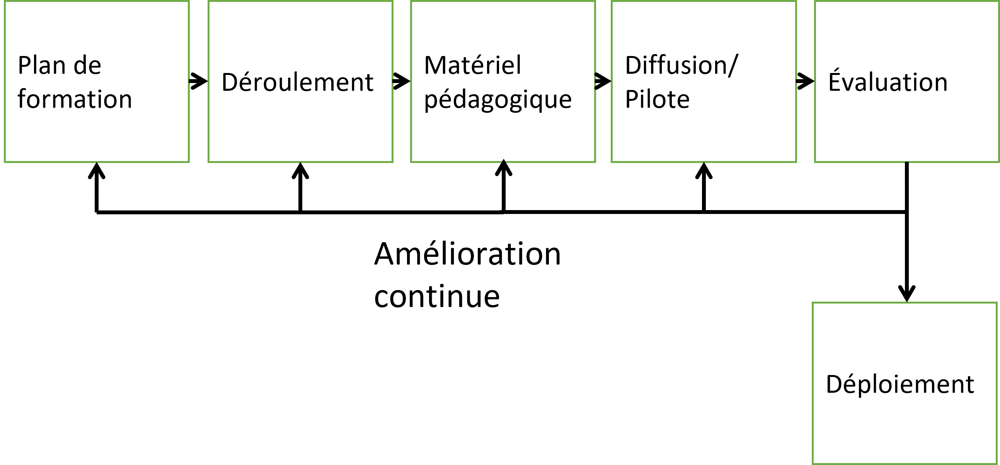 Plan de
formation
Déroulement
Matériel
pédagogique
Diffusion/
Pilote
Évaluation
Amélioration
continue
Déploiement